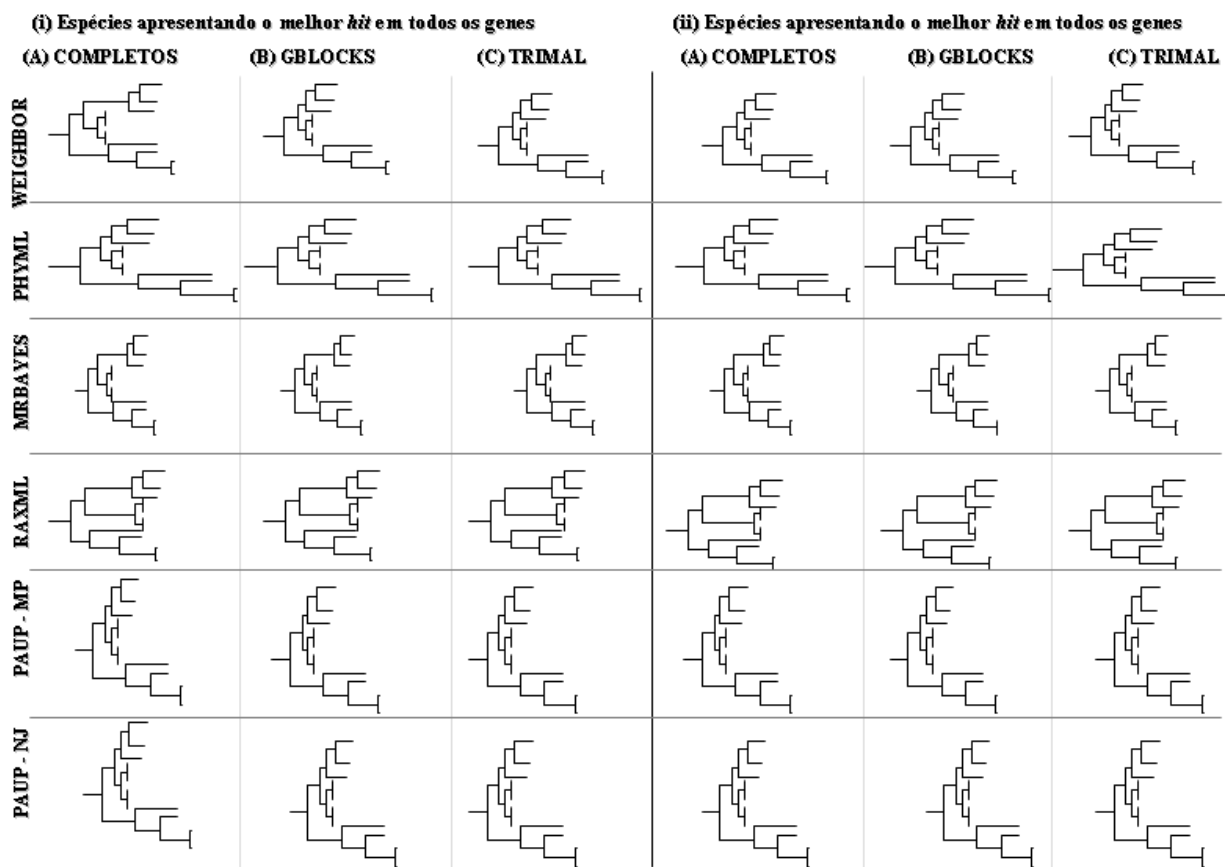 (i) Espécies apresentando o melhor hit em todos os genes
(ii) Espécies apresentando o melhor hit em todos os genes
(A) COMPLETOS
(B) GBLOCKS
(C) TRIMAL
(A) COMPLETOS
(B) GBLOCKS
(C) TRIMAL
WEIGHBOR
PHYML
MRBAYES
RAXML
PAUP - MP
PAUP - NJ